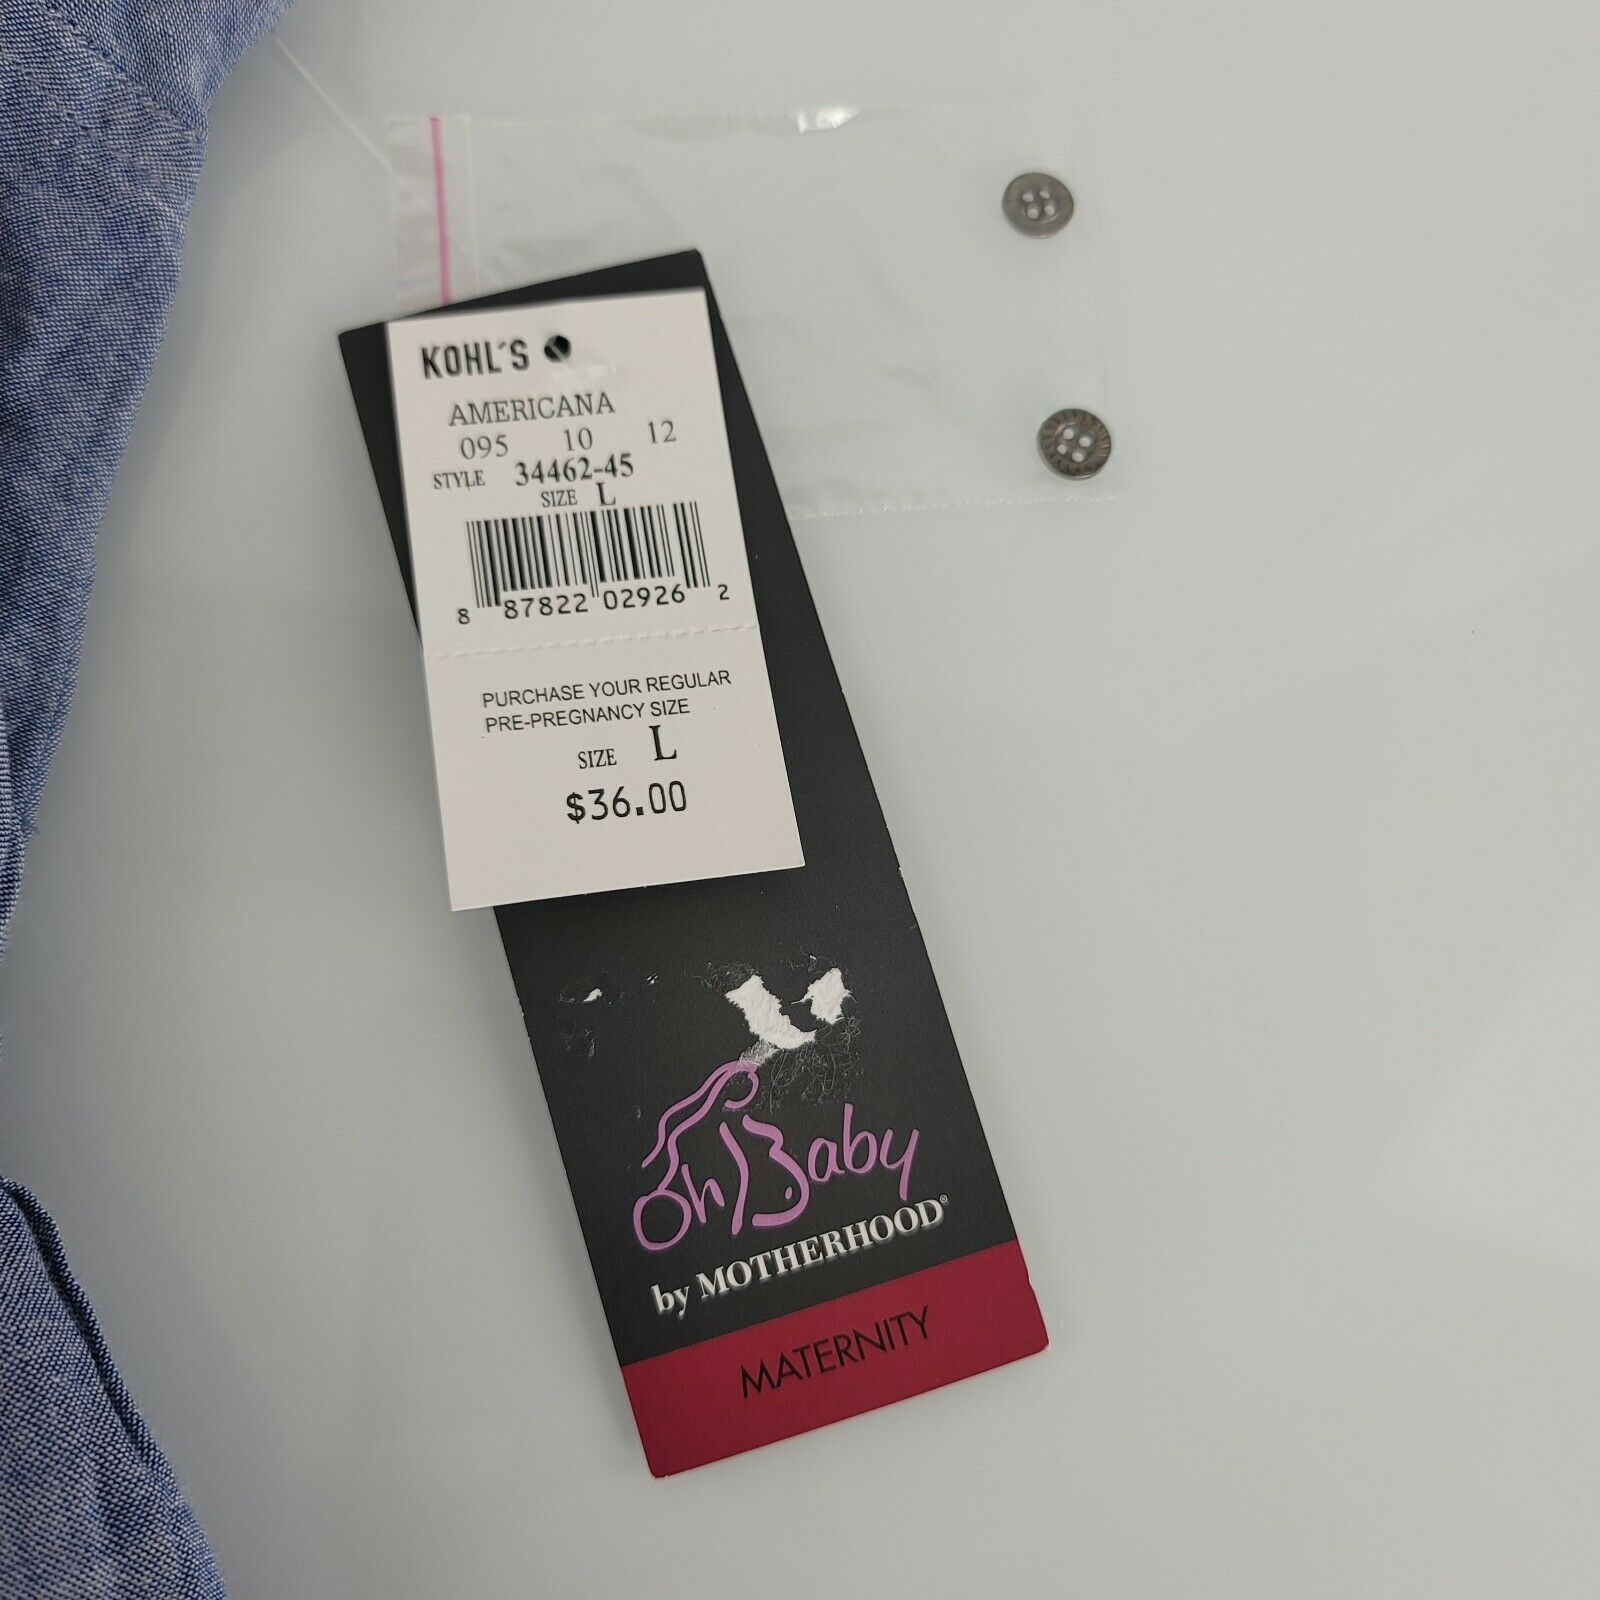 KOHL'S
AMERICANA
095 10 12
STYLE 34462-45
SIZE L
8 87822 02926 2
PURCHASE YOUR REGULAR
PRE-PREGNANCY SIZE
SIZE L
$36.00
Oh Baby
by MOTHERHOOD®
MATERNITY